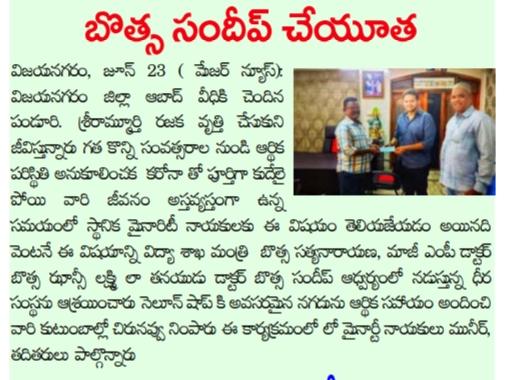 బొత్స సందీప్ చేయూత
విజయనగరం, జూన్ 23 ( మేజర్ న్యూస్):
విజయనగరం జిల్లా ఆబాద్ వీధికి చెందిన
పండూరి. శ్రీరామ్మూర్తి రజక వృత్తి చేసుకుని
జీవిస్తున్నారు గత కొన్ని సంవత్సరాల నుండి ఆర్థిక
పరిస్థితి అనుకూలించక కరోనా తో పూర్తిగా కుదేలై
పోయి వారి జీవనం అస్తవ్యస్తంగా ఉన్న
సమయంలో స్థానిక మైనారిటీ నాయకులకు ఈ విషయం తెలియజేయడం అయినది
వెంటనే ఈ విషయాన్ని విద్యా శాఖ మంత్రి బొత్స సత్యనారాయణ, మాజీ ఎంపీ డాక్టర్
బొత్స ఝాన్సీ లక్ష్మి లా తనయుడు డాక్టర్ బొత్స సందీప్ ఆధ్వర్యంలో నడుస్తున్న ధీర
సంస్థను ఆశ్రయించారు సెలూన్ షాప్ కి అవసరమైన నగదును ఆర్థిక సహాయం అందించి
వారి కుటుంబాల్లో చిరునవ్వు నింపారు ఈ కార్యక్రమంలో లో మైనార్టీ నాయకులు మునీర్,
తదితరులు పాల్గొన్నారు